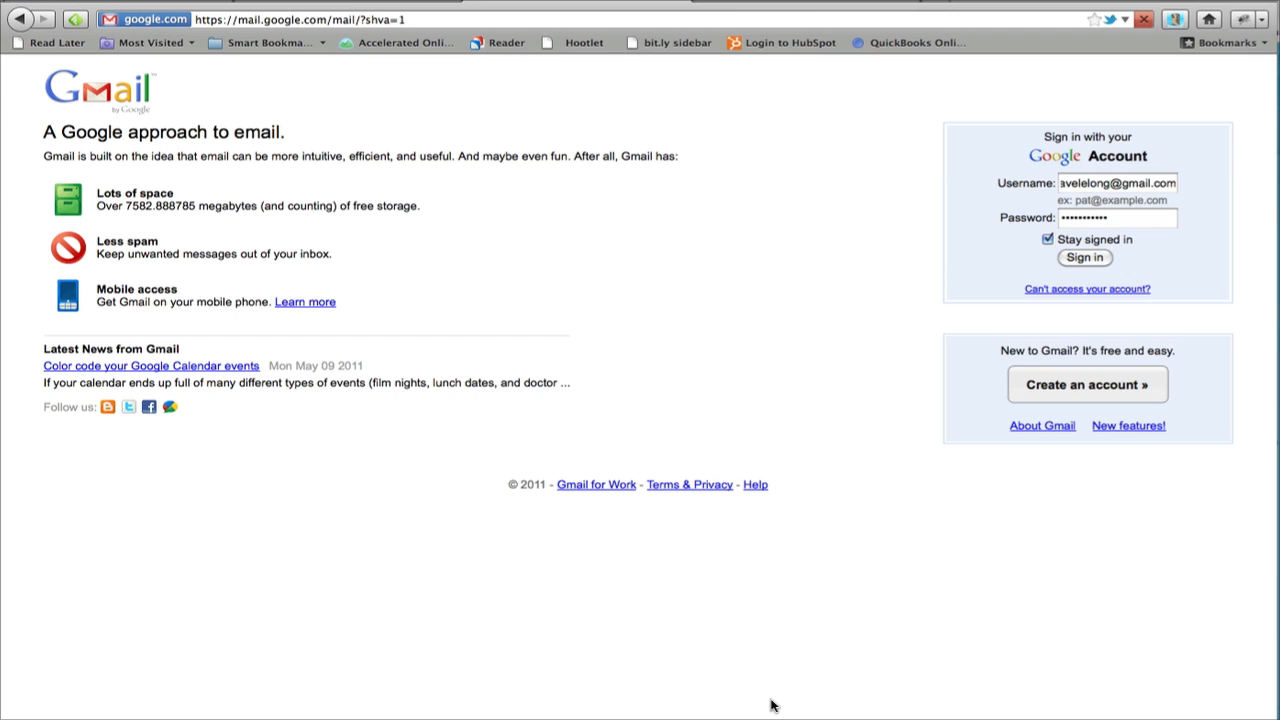 google.com https://mail.google.com/mail/?shva=1
Read Later Most Visited Smart Bookma... Accelerated Onli... Reader Hootlet bit.ly sidebar Login to HubSpot QuickBooks Onli... Bookmarks
Gmail™
by Google
A Google approach to email.
Gmail is built on the idea that email can be more intuitive, efficient, and useful. And maybe even fun. After all, Gmail has:
Lots of space
Over 7582.888785 megabytes (and counting) of free storage.
Less spam
Keep unwanted messages out of your inbox.
Mobile access
Get Gmail on your mobile phone. Learn more
Latest News from Gmail
Color code your Google Calendar events Mon May 09 2011
If your calendar ends up full of many different types of events (film nights, lunch dates, and doctor ...
Follow us:
Sign in with your
Google Account
Username: avelelong@gmail.com
ex: pat@example.com
Password: •••••••••••
Stay signed in
Sign in
Can't access your account?
New to Gmail? It's free and easy.
Create an account »
About Gmail New features!
© 2011 - Gmail for Work - Terms & Privacy - Help